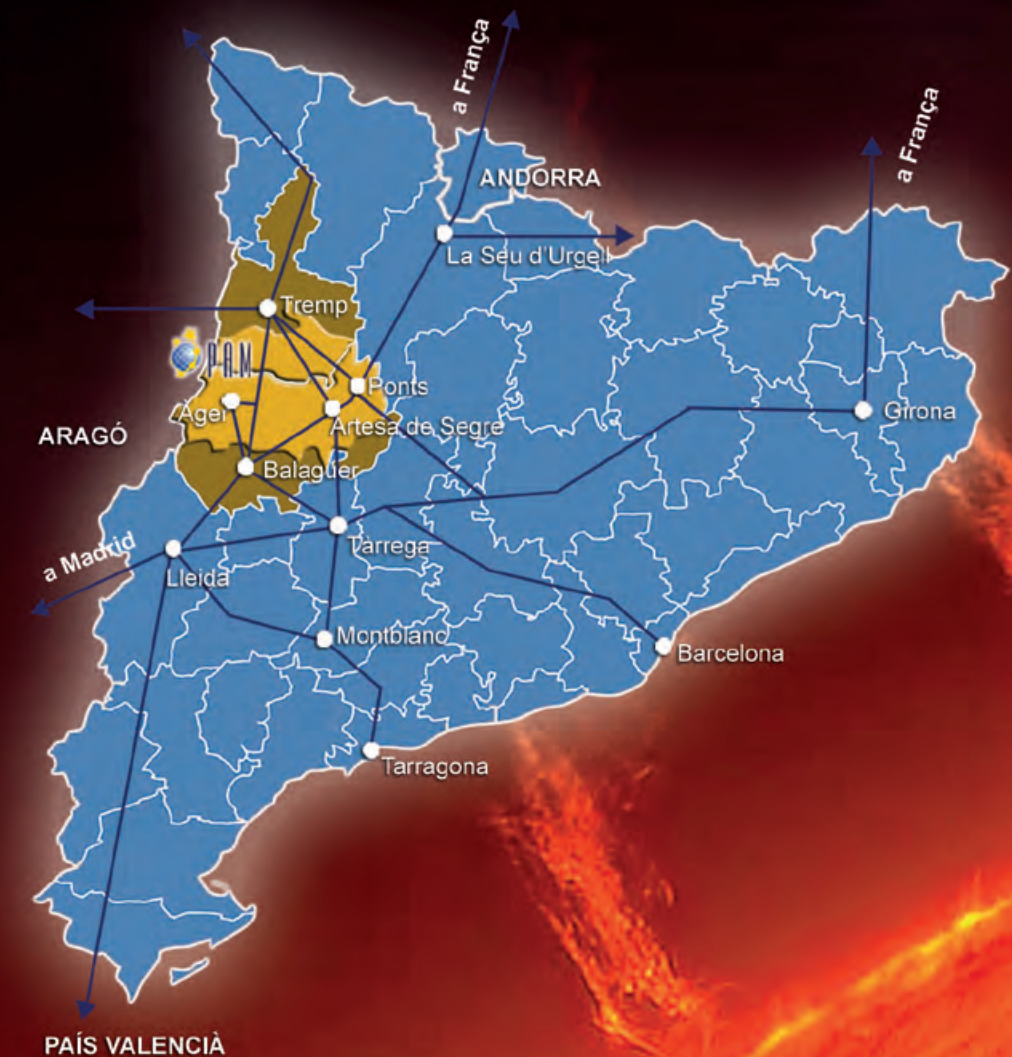 a França
a França
ANDORRA
La Seu d'Urgell
Tremp
PAM
Ponts
Àger
Artesa de Segre
Girona
ARAGÓ
Balaguer
Tàrrega
a Madrid
Lleida
Montblanc
Barcelona
Tarragona
PAÍS VALENCIÀ